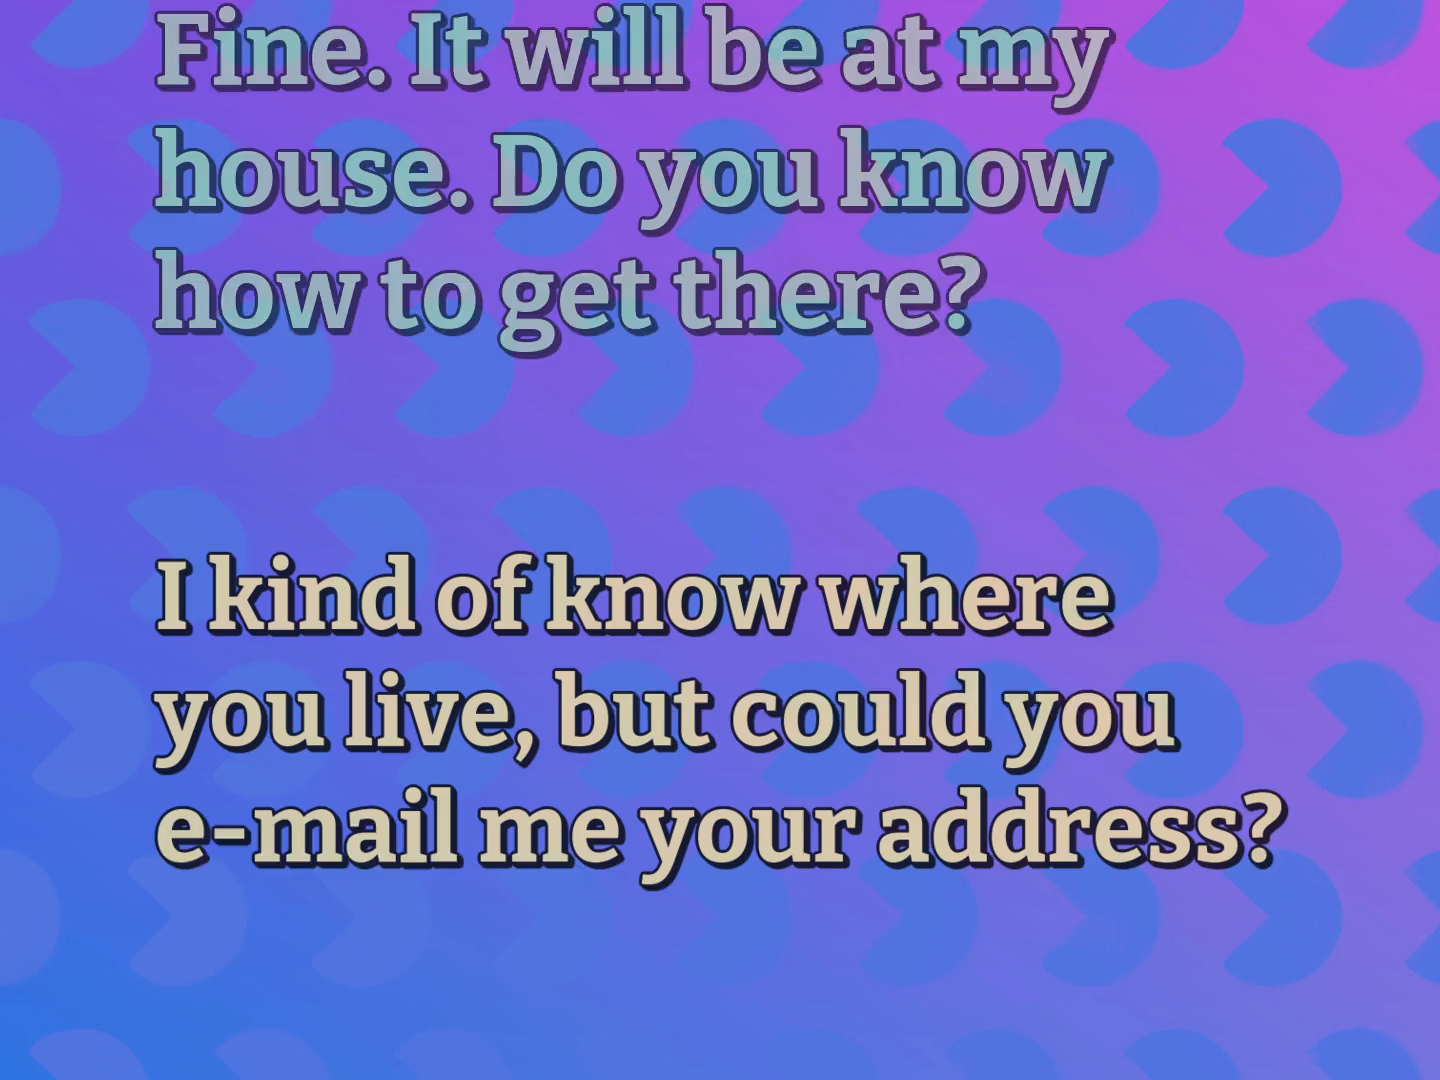 Fine. It will be at my
house. Do you know
how to get there?
I kind of know where
you live, but could you
e-mail me your address?